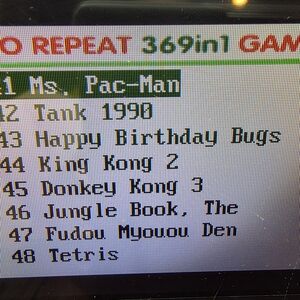 O REPEAT 369in1 GAM
41 Ms. Pac-Man
42 Tank 1990
43 Happy Birthday Bugs
44 King Kong 2
45 Donkey Kong 3
46 Jungle Book, The
47 Fudou Myouou Den
48 Tetris